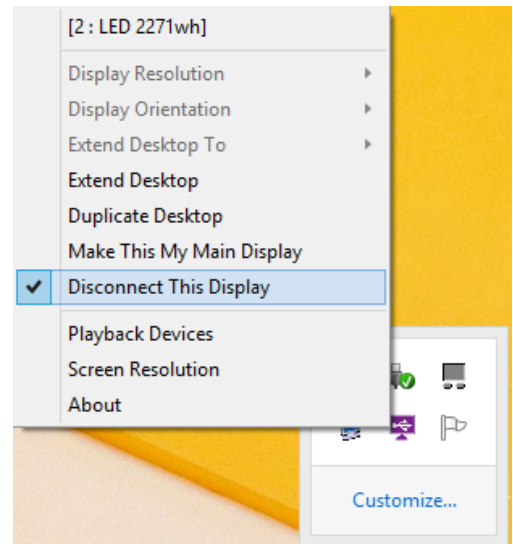 [2 : LED 2271wh]
Display Resolution
Display Orientation
Extend Desktop To
Extend Desktop
Duplicate Desktop
Make This My Main Display
Disconnect This Display
Playback Devices
Screen Resolution
About
Customize...